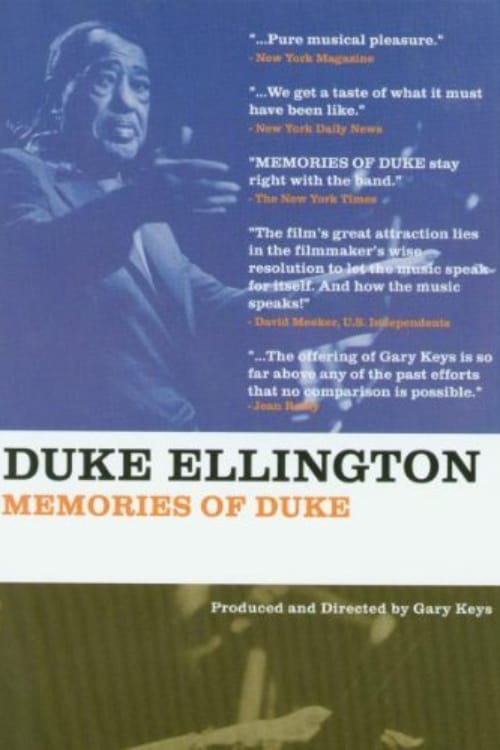 "...Pure musical pleasure."
- New York Magazine
"...We get a taste of what it must
have been like."
- New York Daily News
"MEMORIES OF DUKE stay
right with the band."
- The New York Times
"The film's great attraction lies
in the filmmaker's wise
resolution to let the music speak
for itself. And how the music
speaks!"
- David Meeker, U.S. Independents
"...The offering of Gary Keys is so
far above any of the past efforts
that no comparison is possible."
- Jean
DUKE ELLINGTON
MEMORIES OF DUKE
Produced and Directed by Gary Keys